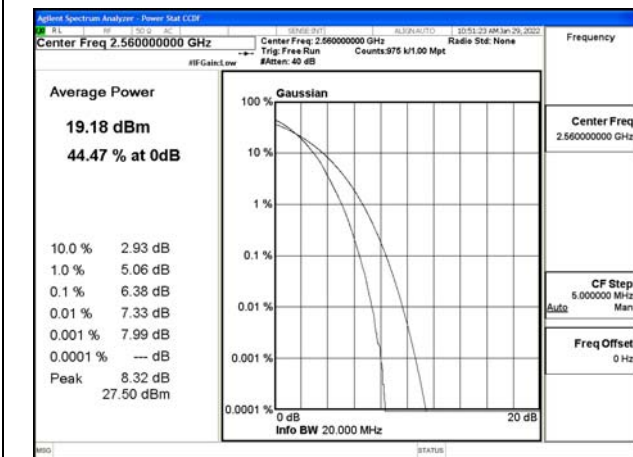 Agilent Spectrum Analyzer - Power Stat CCDF
RL RF 50 Ω AC SENSE:INT ALIGN AUTO 10:51:23 AM Jan 29, 2022
Center Freq 2.560000000 GHz
Center Freq: 2.560000000 GHz
Radio Std: None
Trig: Free Run Counts:975 k/1.00 Mpt
#IFGain:Low
#Atten: 40 dB
Frequency
Average Power
19.18 dBm
44.47 % at 0dB
10.0 % 2.93 dB
1.0 % 5.06 dB
0.1 % 6.38 dB
0.01 % 7.33 dB
0.001 % 7.99 dB
0.0001 % --- dB
Peak 8.32 dB
27.50 dBm
Gaussian
100 %
10 %
1 %
0.1 %
0.01 %
0.001 %
0.0001 %
0 dB
20 dB
Info BW 20.000 MHz
Center Freq
2.560000000 GHz
CF Step
5.000000 MHz
Auto Man
Freq Offset
0 Hz
MSG
STATUS